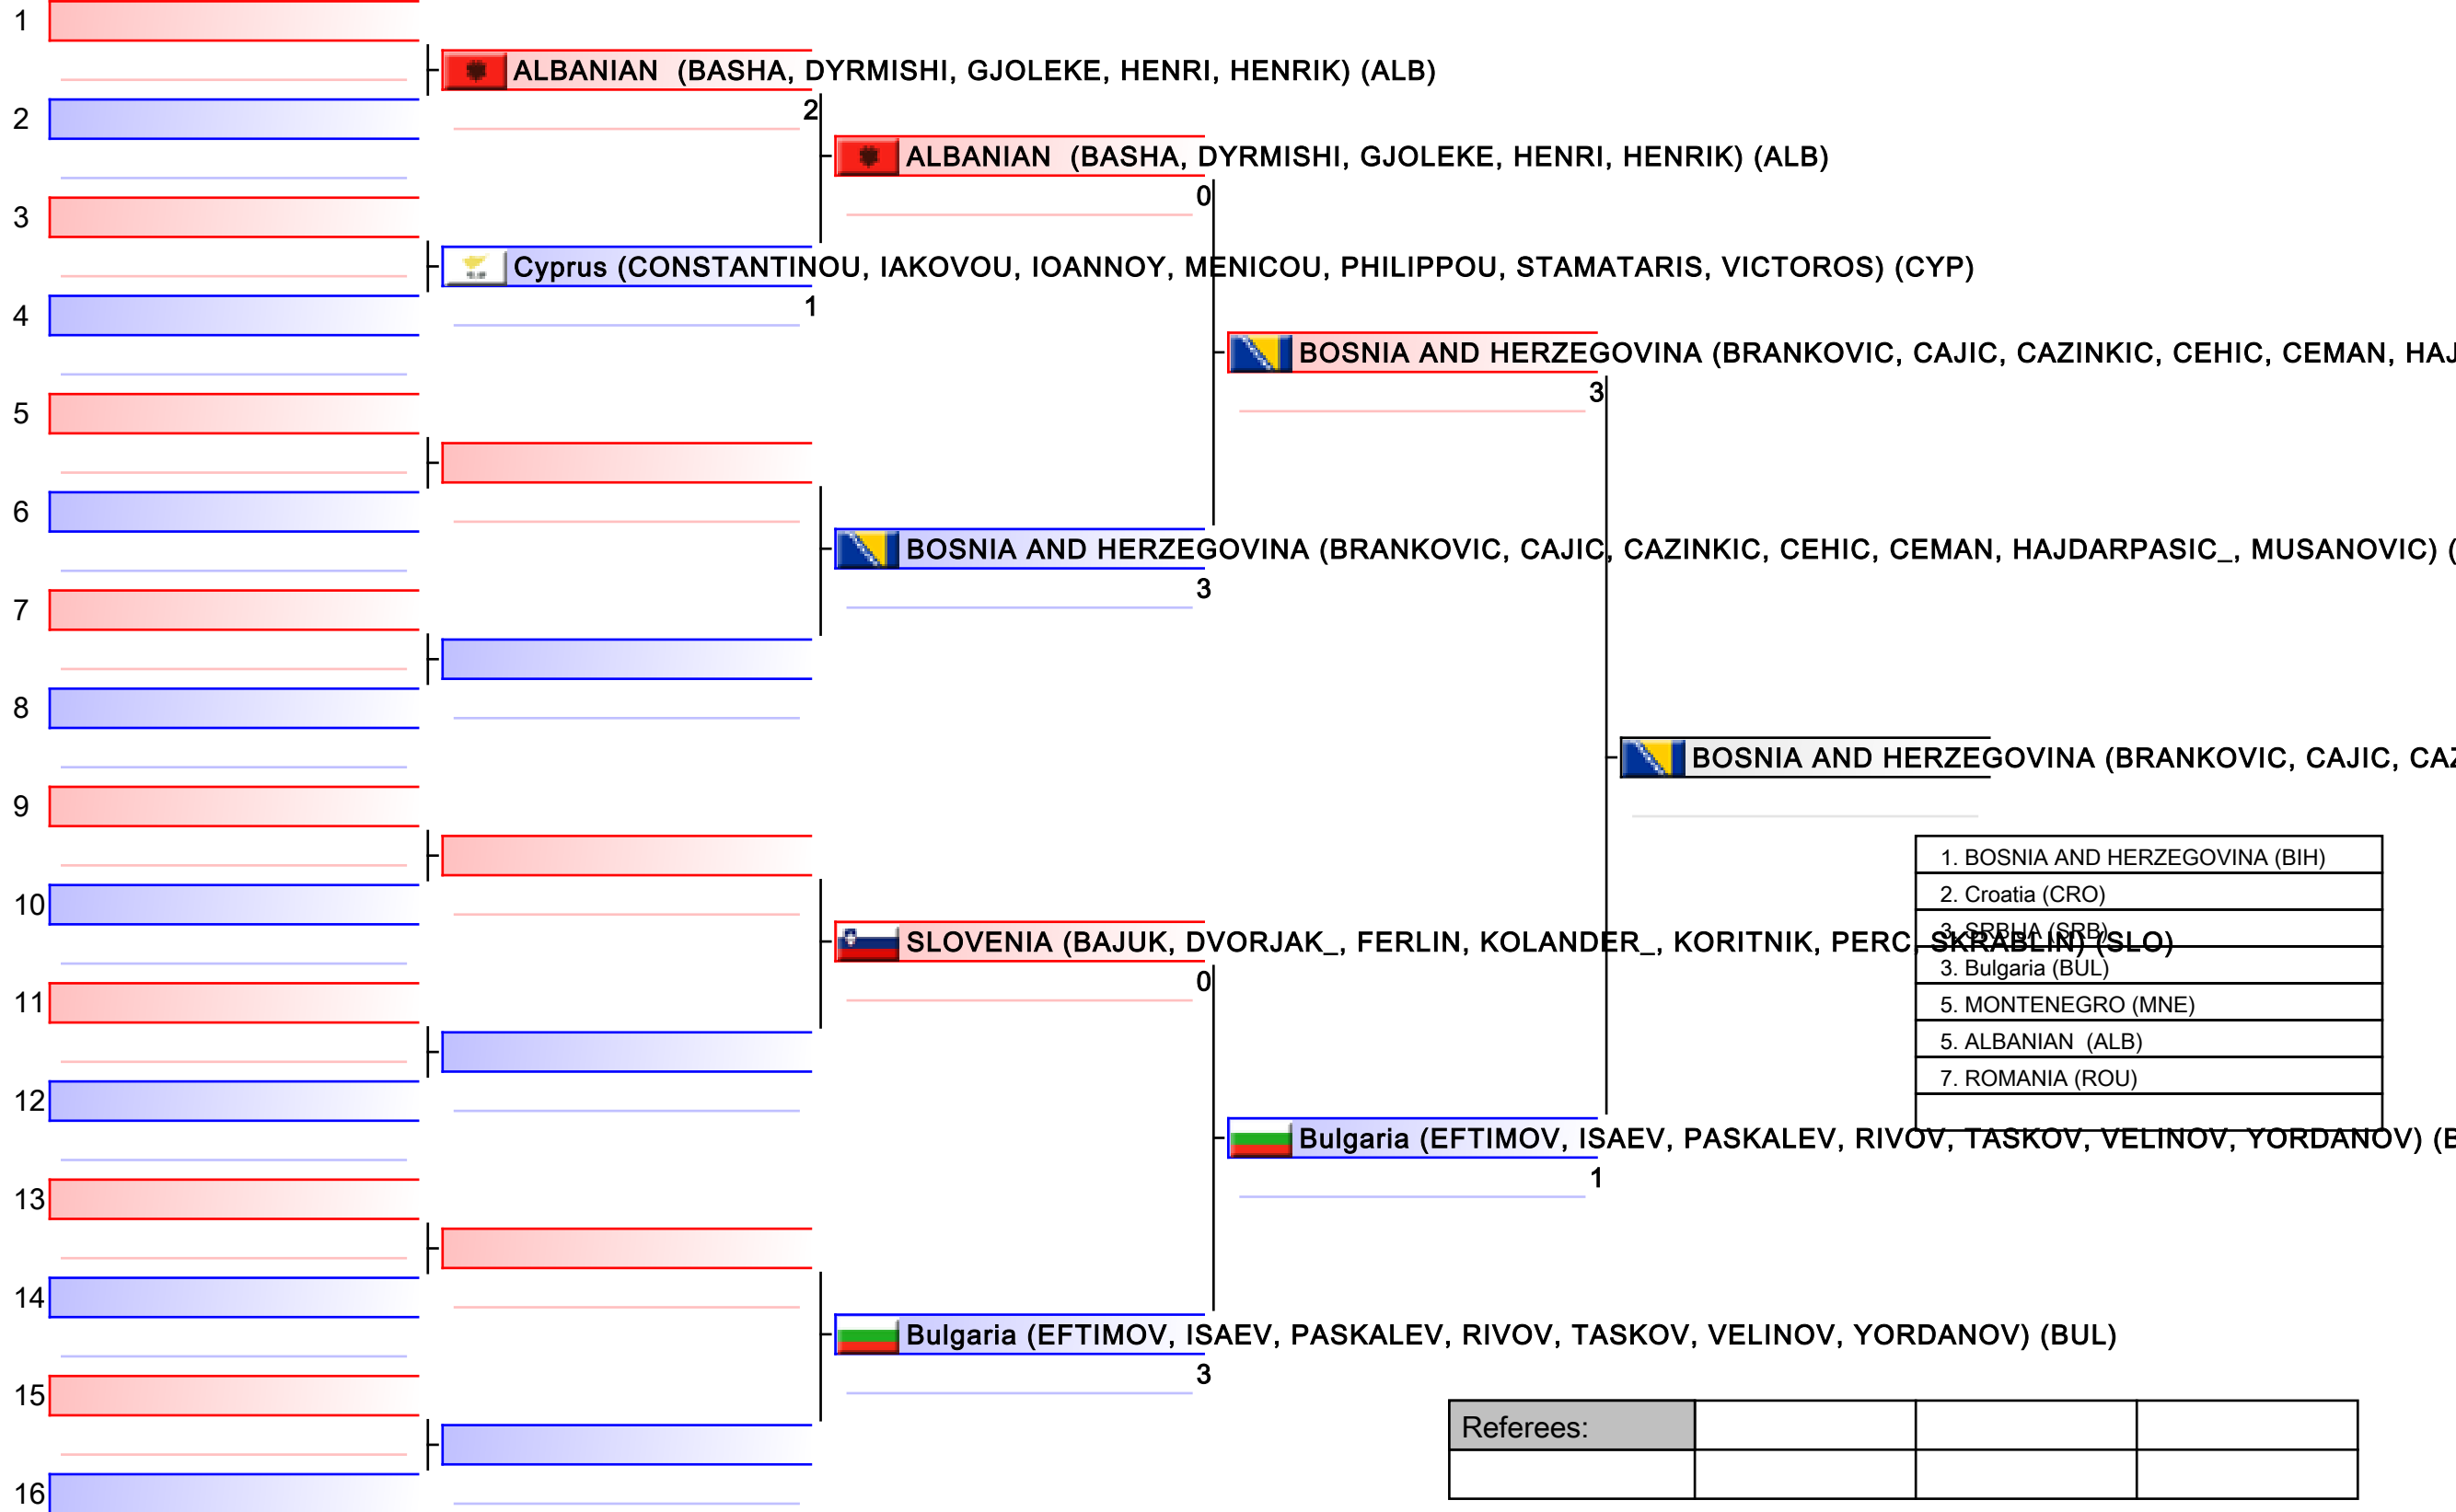 1
ALBANIAN  (BASHA, DYRMISHI, GJOLEKE, HENRI, HENRIK) (ALB)
2
2
ALBANIAN  (BASHA, DYRMISHI, GJOLEKE, HENRI, HENRIK) (ALB)
0
3
Cyprus (CONSTANTINOU, IAKOVOU, IOANNOY, MENICOU, PHILIPPOU, STAMATARIS, VICTOROS) (CYP)
1
4
BOSNIA AND HERZEGOVINA (BRANKOVIC, CAJIC, CAZINKIC, CEHIC, CEMAN, HAJ
3
5
6
BOSNIA AND HERZEGOVINA (BRANKOVIC, CAJIC, CAZINKIC, CEHIC, CEMAN, HAJDARPASIC_, MUSANOVIC) (
3
7
8
BOSNIA AND HERZEGOVINA (BRANKOVIC, CAJIC, CAZ
9
1. BOSNIA AND HERZEGOVINA (BIH)
2. Croatia (CRO)
10
3. SRBIJA (SRB)
SLOVENIA (BAJUK, DVORJAK_, FERLIN, KOLANDER_, KORITNIK, PERC, SKRABLIN) (SLO)
0
3. Bulgaria (BUL)
11
5. MONTENEGRO (MNE)
5. ALBANIAN  (ALB)
7. ROMANIA (ROU)
12
Bulgaria (EFTIMOV, ISAEV, PASKALEV, RIVOV, TASKOV, VELINOV, YORDANOV) (B
1
13
14
Bulgaria (EFTIMOV, ISAEV, PASKALEV, RIVOV, TASKOV, VELINOV, YORDANOV) (BUL)
3
15
Referees:
16